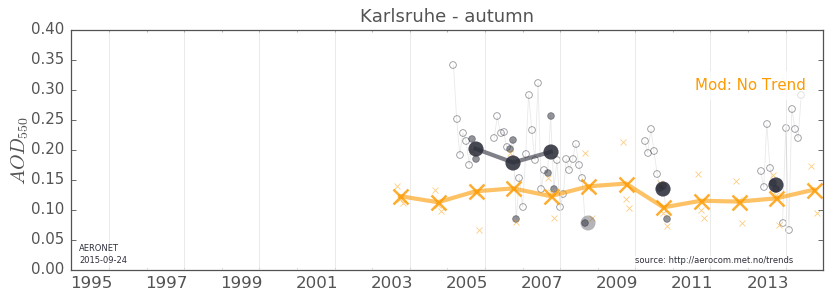 Karlsruhe - autumn
0.40
0.35
0.30
0.25
0.20
0.15
0.10
0.05
0.00
AOD550
Mod: No Trend
AERONET
2015-09-24
source: http://aerocom.met.no/trends
1995 1997 1999 2001 2003 2005 2007 2009 2011 2013